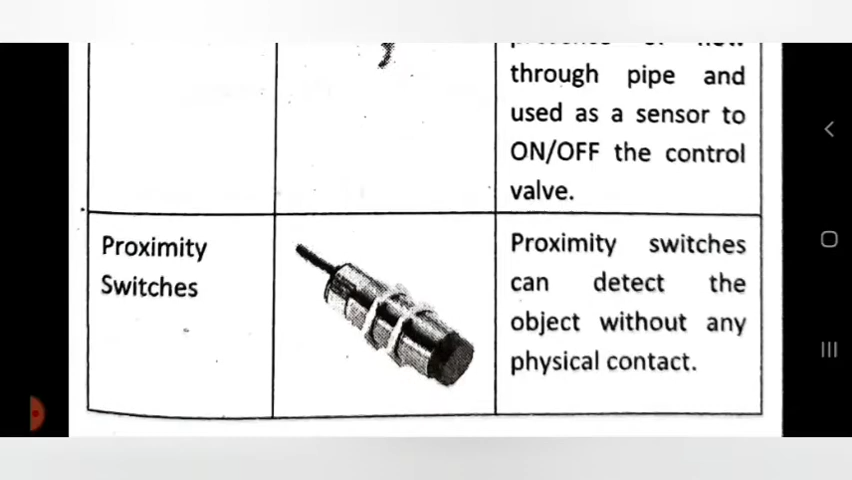 through pipe and
used as a sensor to
ON/OFF the control
valve.
Proximity
Switches
Proximity switches
can detect the
object without any
physical contact.